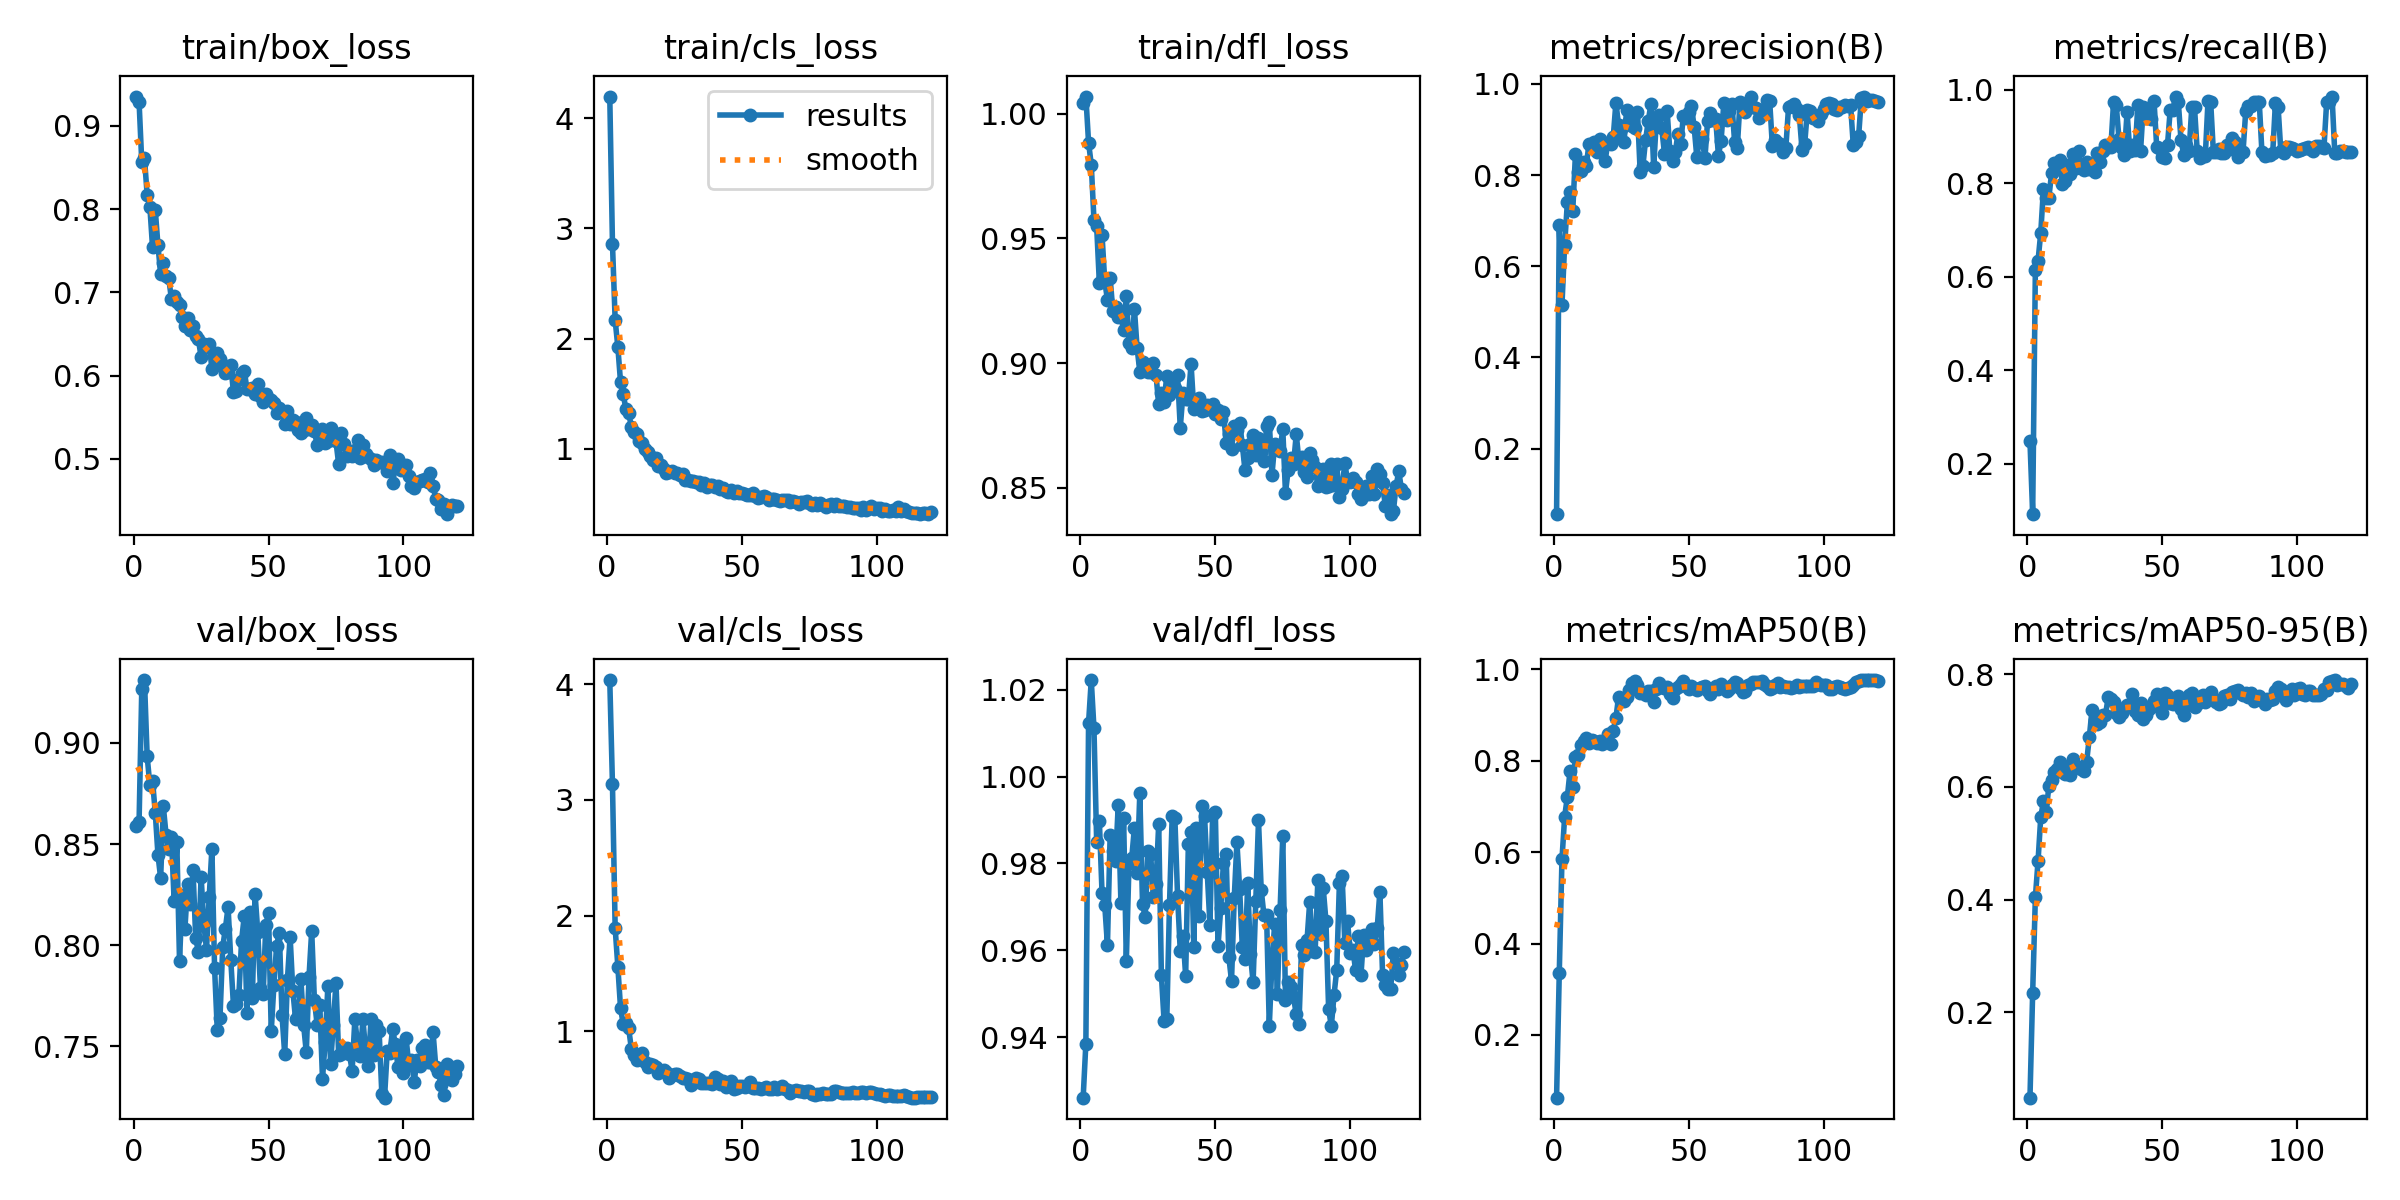 train/box_loss
train/cls_loss
train/dfl_loss
metrics/precision(B)
metrics/recall(B)
0.9
0.8
0.7
0.6
0.5
0 50 100
4
3
2
1
0 50 100
results
smooth
1.00
0.95
0.90
0.85
0 50 100
1.0
0.8
0.6
0.4
0.2
0 50 100
1.0
0.8
0.6
0.4
0.2
0 50 100
val/box_loss
val/cls_loss
val/dfl_loss
metrics/mAP50(B)
metrics/mAP50-95(B)
0.90
0.85
0.80
0.75
0 50 100
4
3
2
1
0 50 100
1.02
1.00
0.98
0.96
0.94
0 50 100
1.0
0.8
0.6
0.4
0.2
0 50 100
0.8
0.6
0.4
0.2
0 50 100